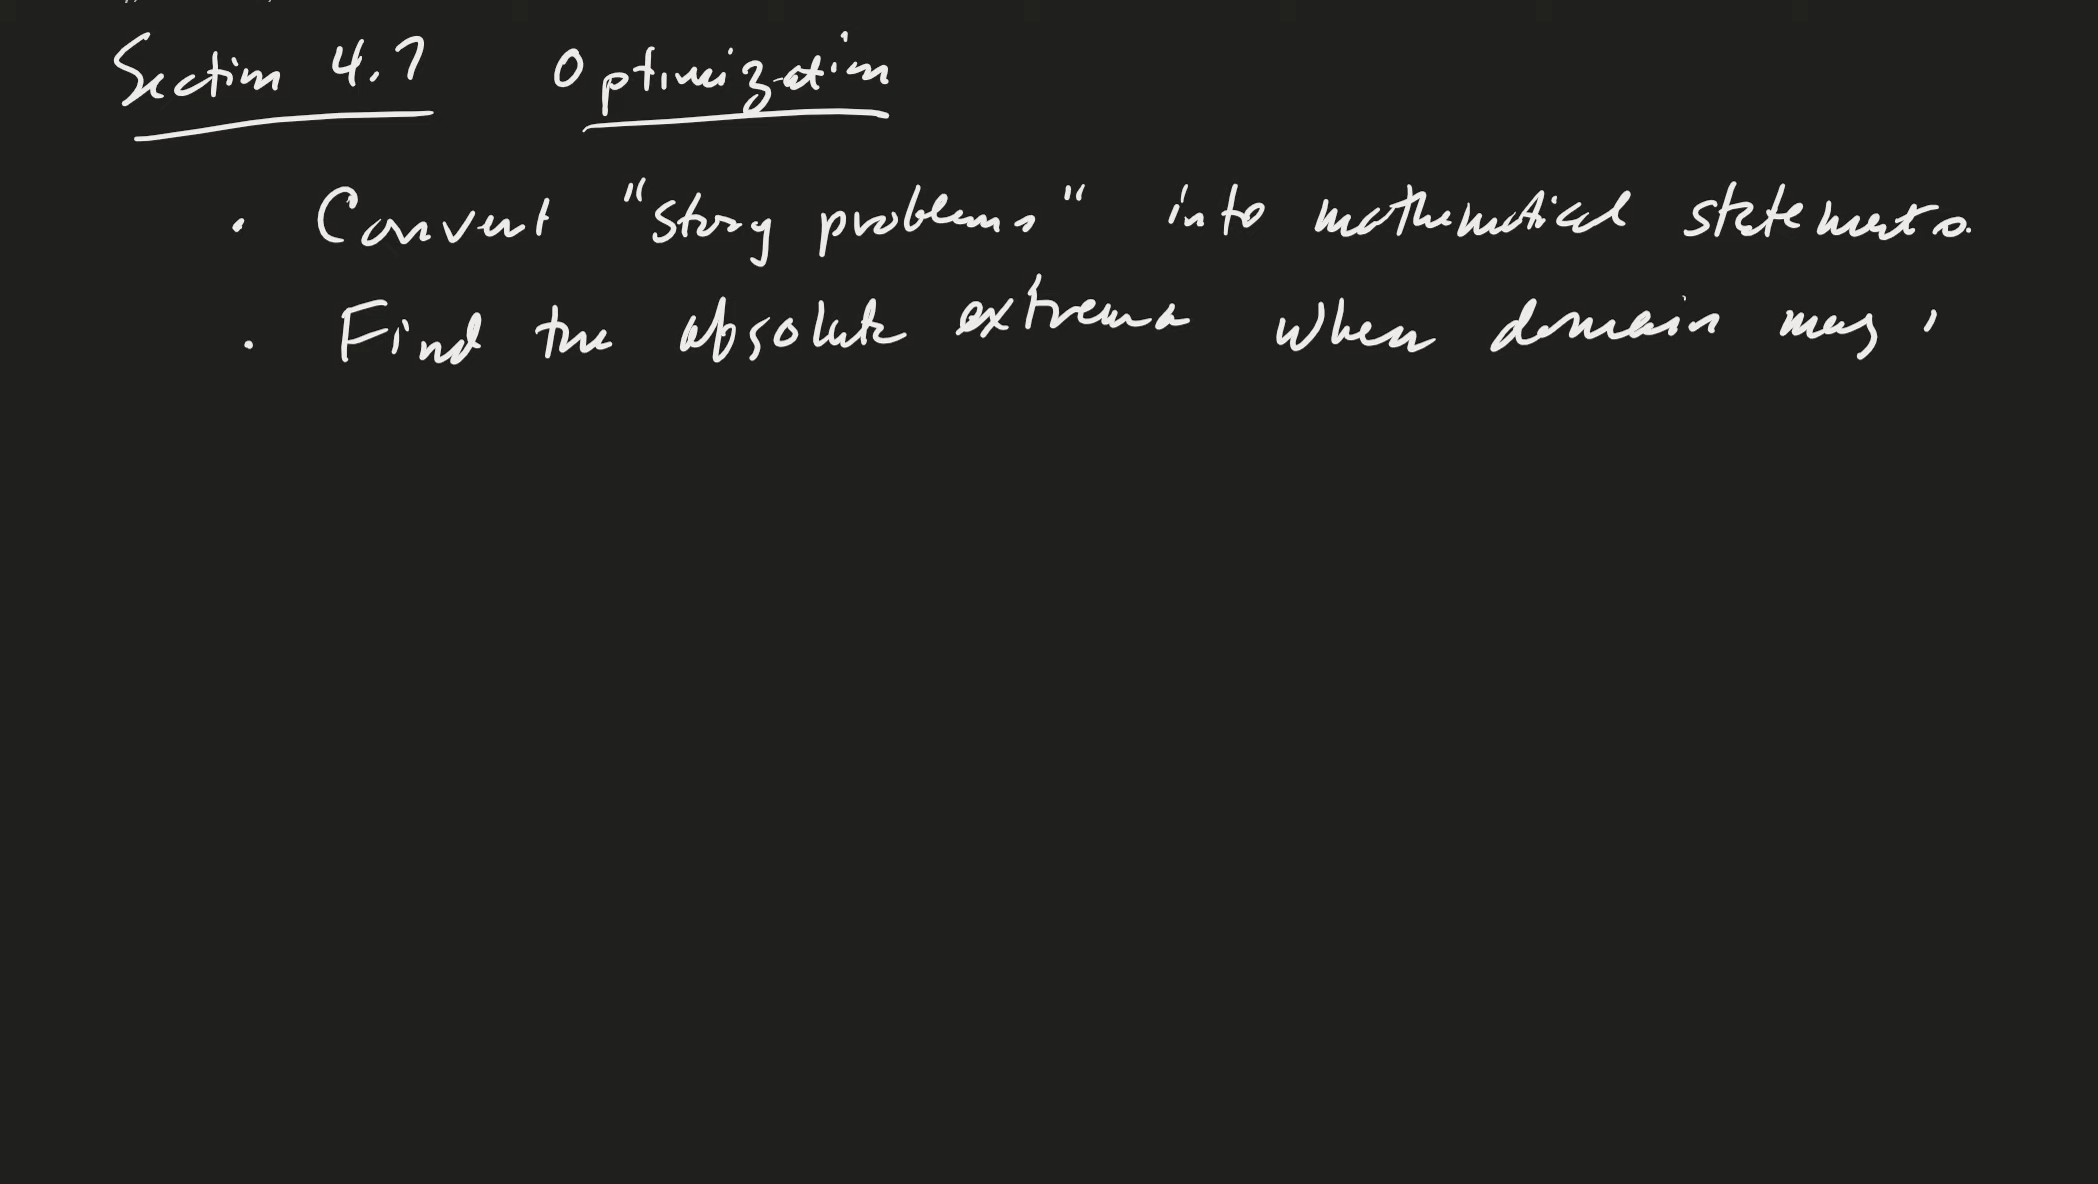 Section 4.7 Optimization
• Convert "story problems" into mathematical statements.
• Find the absolute extrema when domain may